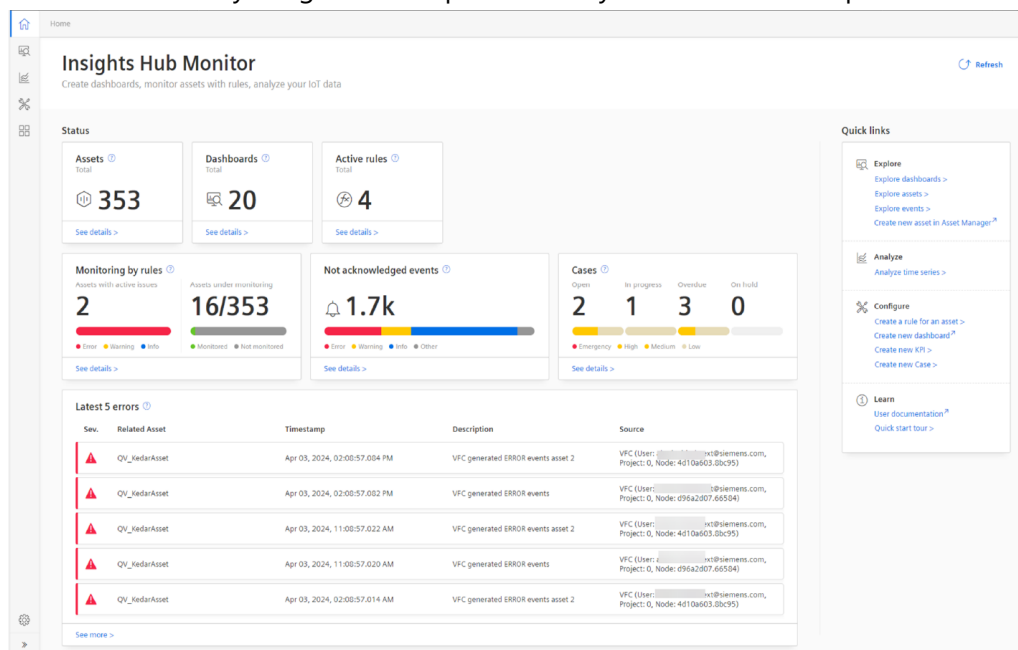 Home
Insights Hub Monitor
Create dashboards, monitor assets with rules, analyze your IoT data
Refresh
Status
Assets
Total
353
See details >
Dashboards
Total
20
See details >
Active rules
Total
4
See details >
Monitoring by rules
Assets with active issues
Assets under monitoring
2
16/353
Error Warning Info
Monitored Not monitored
See details >
Not acknowledged events
1.7k
Error Warning Info Other
See details >
Cases
Open In progress Overdue On hold
2 1 3 0
Emergency High Medium Low
See details >
Latest 5 errors
Sev. Related Asset Timestamp Description Source
QV_KedarAsset Apr 03, 2024, 02:08:57.084 PM VFC generated ERROR events asset 2 VFC (User: ext@siemens.com,
Project: 0, Node: 4d10a603.8bc95)
QV_KedarAsset Apr 03, 2024, 02:08:57.082 PM VFC generated ERROR events VFC (User: t@siemens.com,
Project: 0, Node: d96a2d07.66584)
QV_KedarAsset Apr 03, 2024, 11:08:57.022 AM VFC generated ERROR events asset 2 VFC (User: ext@siemens.com,
Project: 0, Node: 4d10a603.8bc95)
QV_KedarAsset Apr 03, 2024, 11:08:57.020 AM VFC generated ERROR events VFC (User: ext@siemens.com,
Project: 0, Node: d96a2d07.66584)
QV_KedarAsset Apr 03, 2024, 02:08:57.014 AM VFC generated ERROR events asset 2 VFC (User: ext@siemens.com,
Project: 0, Node: 4d10a603.8bc95)
See more >
Quick links
Explore
Explore dashboards >
Explore assets >
Explore events >
Create new asset in Asset Manager
Analyze
Analyze time series >
Configure
Create a rule for an asset >
Create new dashboard
Create new KPI >
Create new Case >
Learn
User documentation
Quick start tour >